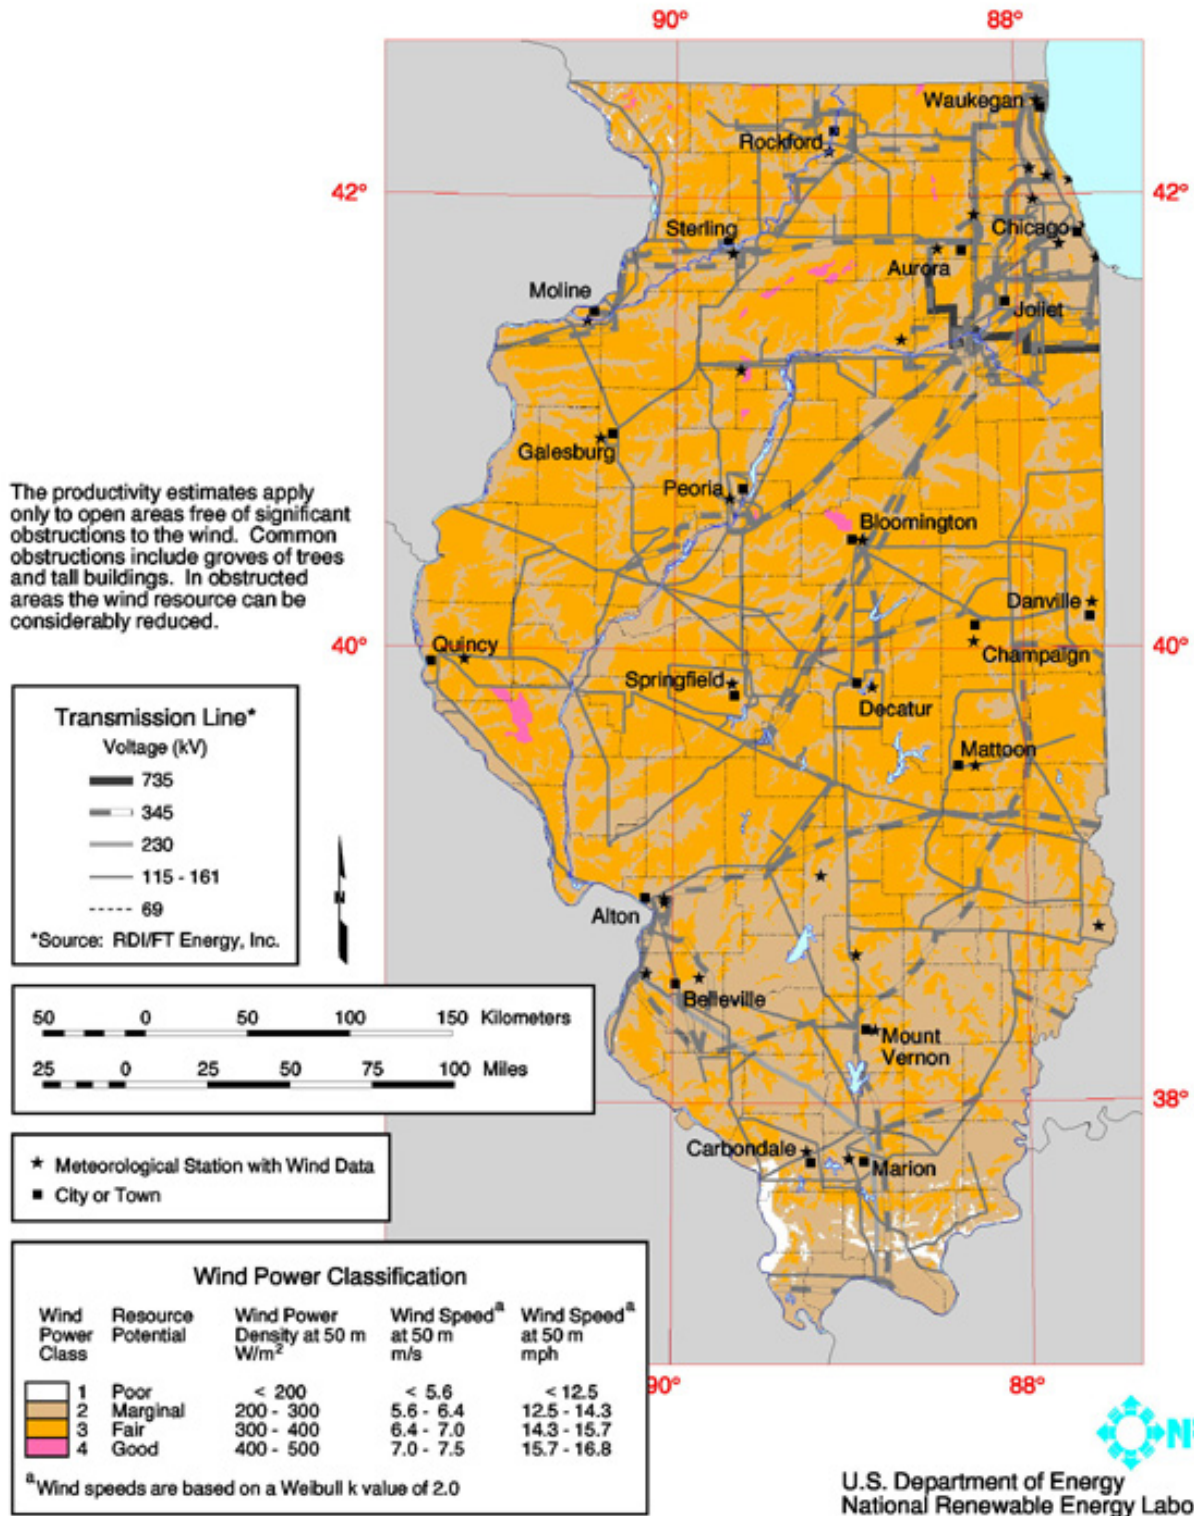 90°
88°
Waukegan
Rockford
42°
42°
Sterling
Chicago
Aurora
Moline
Joliet
Galesburg
The productivity estimates apply
only to open areas free of significant
obstructions to the wind. Common
obstructions include groves of trees
and tall buildings. In obstructed
areas the wind resource can be
considerably reduced.
Peoria
Bloomington
Danville
40°
40°
Quincy
Champaign
Springfield
Decatur
Mattoon
Transmission Line*
Voltage (kV)
735
345
230
115 - 161
69
*Source: RDI/FT Energy, Inc.
N
Alton
Belleville
Mount
Vernon
50 0 50 100 150 Kilometers
25 0 25 50 75 100 Miles
38°
Carbondale
Marion
Meteorological Station with Wind Data
City or Town
Wind Power Classification
Wind Power Class
Resource Potential
Wind Power Density at 50 m W/m²
Wind Speedᵃ at 50 m m/s
Wind Speedᵃ at 50 m mph
1 Poor < 200 < 5.6 < 12.5
2 Marginal 200 - 300 5.6 - 6.4 12.5 - 14.3
3 Fair 300 - 400 6.4 - 7.0 14.3 - 15.7
4 Good 400 - 500 7.0 - 7.5 15.7 - 16.8
ᵃWind speeds are based on a Weibull k value of 2.0
90°
88°
U.S. Department of Energy
National Renewable Energy Labo